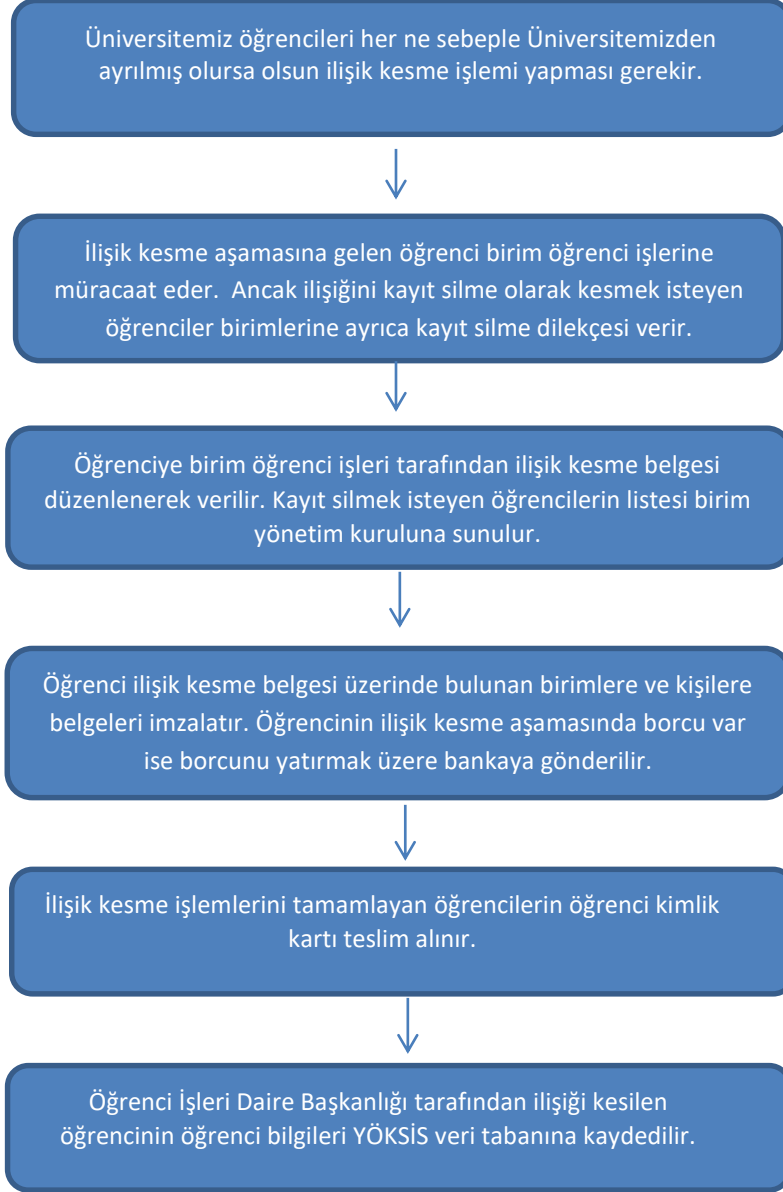 Üniversitemiz öğrencileri her ne sebeple Üniversitemizden
ayrılmış olursa olsun ilişik kesme işlemi yapması gerekir.
İlişik kesme aşamasına gelen öğrenci birim öğrenci işlerine
müracaat eder. Ancak ilişiğini kayıt silme olarak kesmek isteyen
öğrenciler birimlerine ayrıca kayıt silme dilekçesi verir.
Öğrenciye birim öğrenci işleri tarafından ilişik kesme belgesi
düzenlenerek verilir. Kayıt silmek isteyen öğrencilerin listesi birim
yönetim kuruluna sunulur.
Öğrenci ilişik kesme belgesi üzerinde bulunan birimlere ve kişilere
belgeleri imzalatır. Öğrencinin ilişik kesme aşamasında borcu var
ise borcunu yatırmak üzere bankaya gönderilir.
İlişik kesme işlemlerini tamamlayan öğrencilerin öğrenci kimlik
kartı teslim alınır.
Öğrenci İşleri Daire Başkanlığı tarafından ilişiği kesilen
öğrencinin öğrenci bilgileri YÖKSİS veri tabanına kaydedilir.